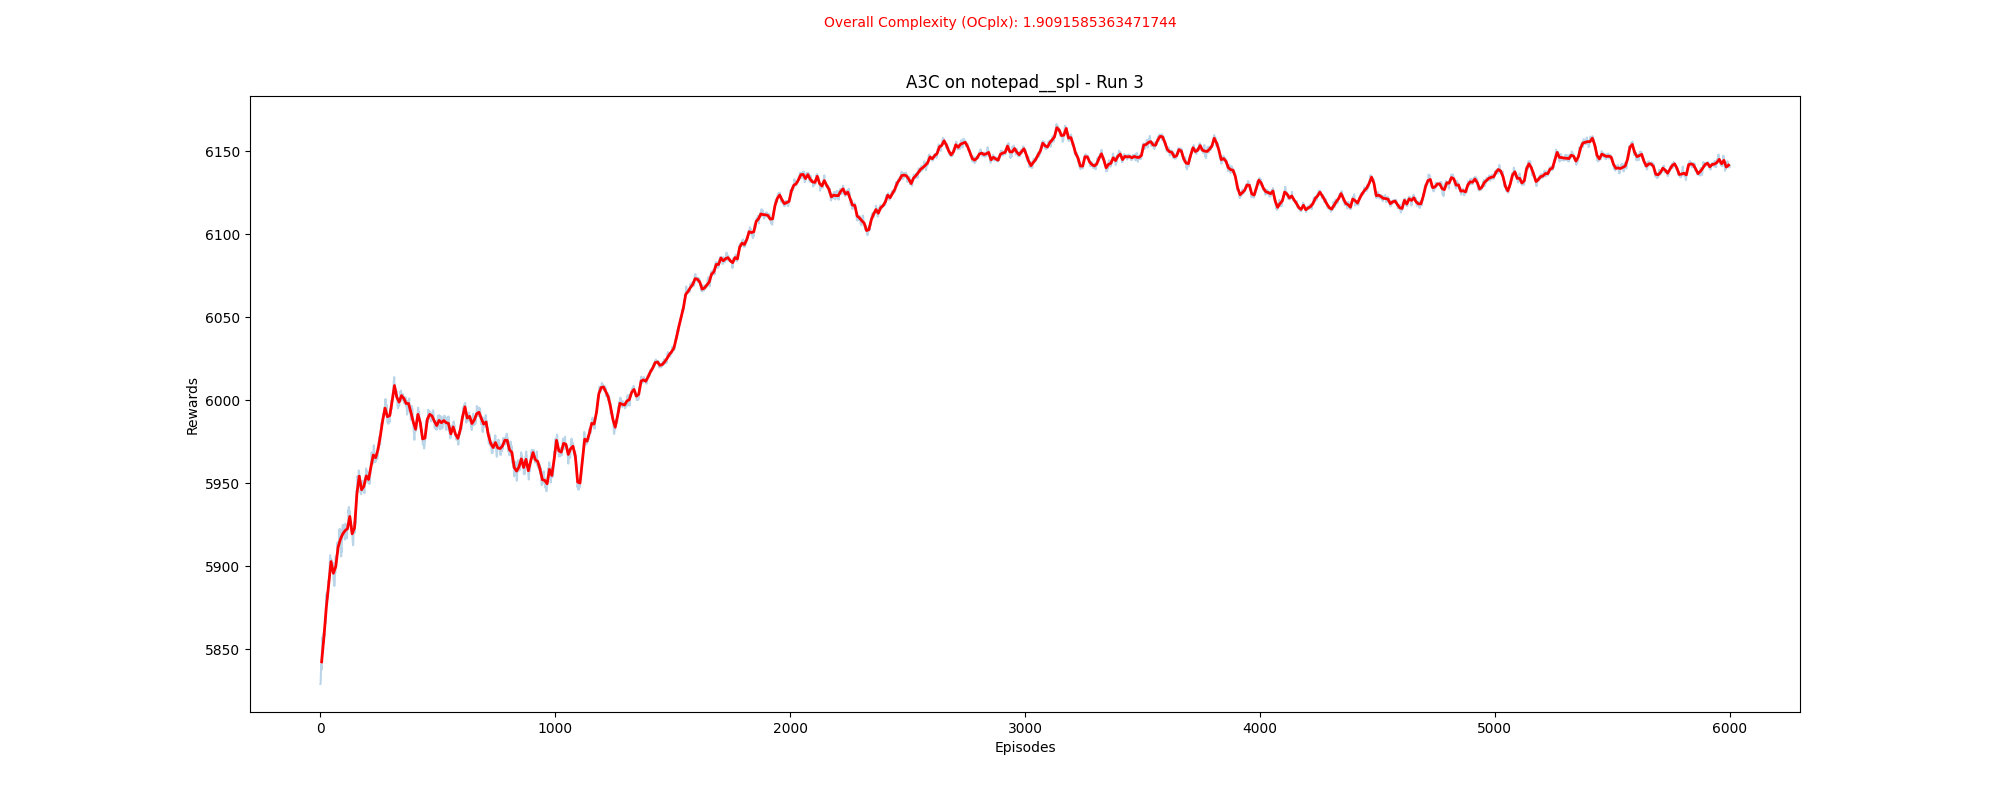 Overall Complexity (OCplx): 1.9091585363471744
A3C on notepad__spl - Run 3
Rewards
6150
6100
6050
6000
5950
5900
5850
0 1000 2000 3000 4000 5000 6000
Episodes